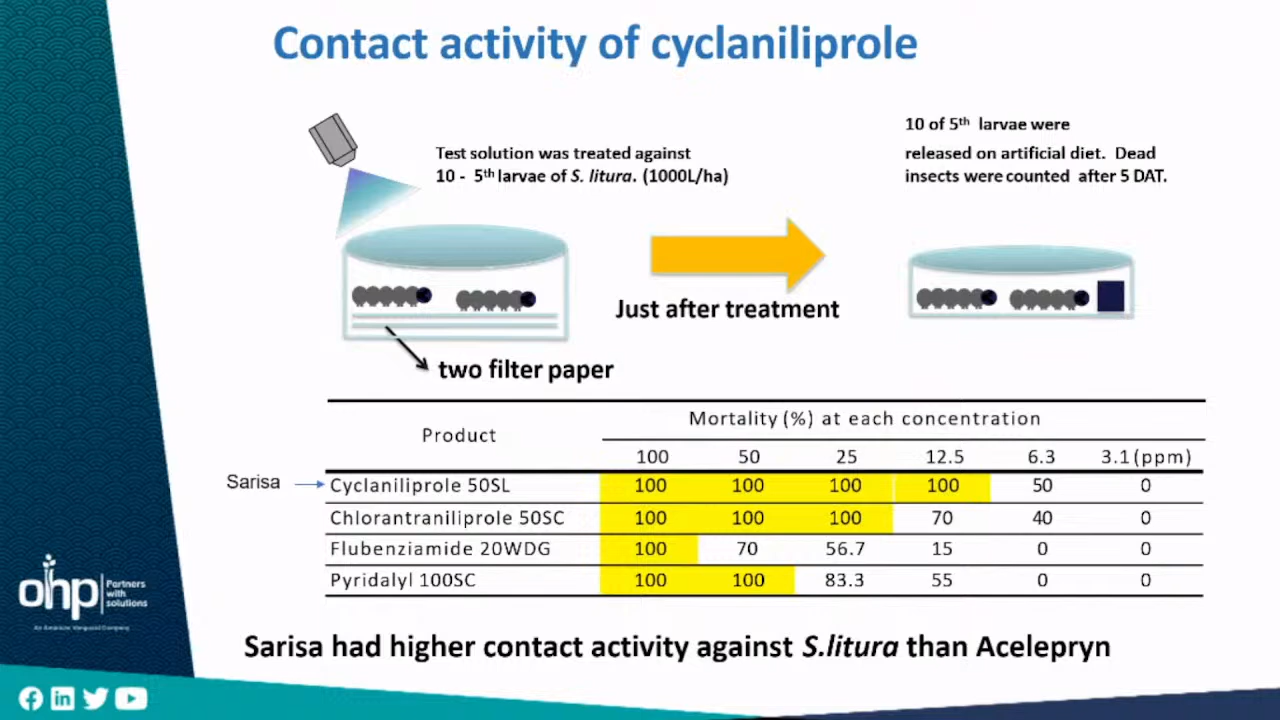 Contact activity of cyclaniliprole
Test solution was treated against
10 - 5th larvae of S. litura. (1000L/ha)
10 of 5th larvae were
released on artificial diet. Dead
insects were counted after 5 DAT.
Just after treatment
two filter paper
Product Mortality (%) at each concentration
100 50 25 12.5 6.3 3.1 (ppm)
Sarisa Cyclaniliprole 50SL 100 100 100 100 50 0
Chlorantraniliprole 50SC 100 100 100 70 40 0
Flubenziamide 20WDG 100 70 56.7 15 0 0
Pyridalyl 100SC 100 100 83.3 55 0 0
Sarisa had higher contact activity against S.litura than Acelepryn
ohp
Partners
with
solutions
An American Vanguard Company